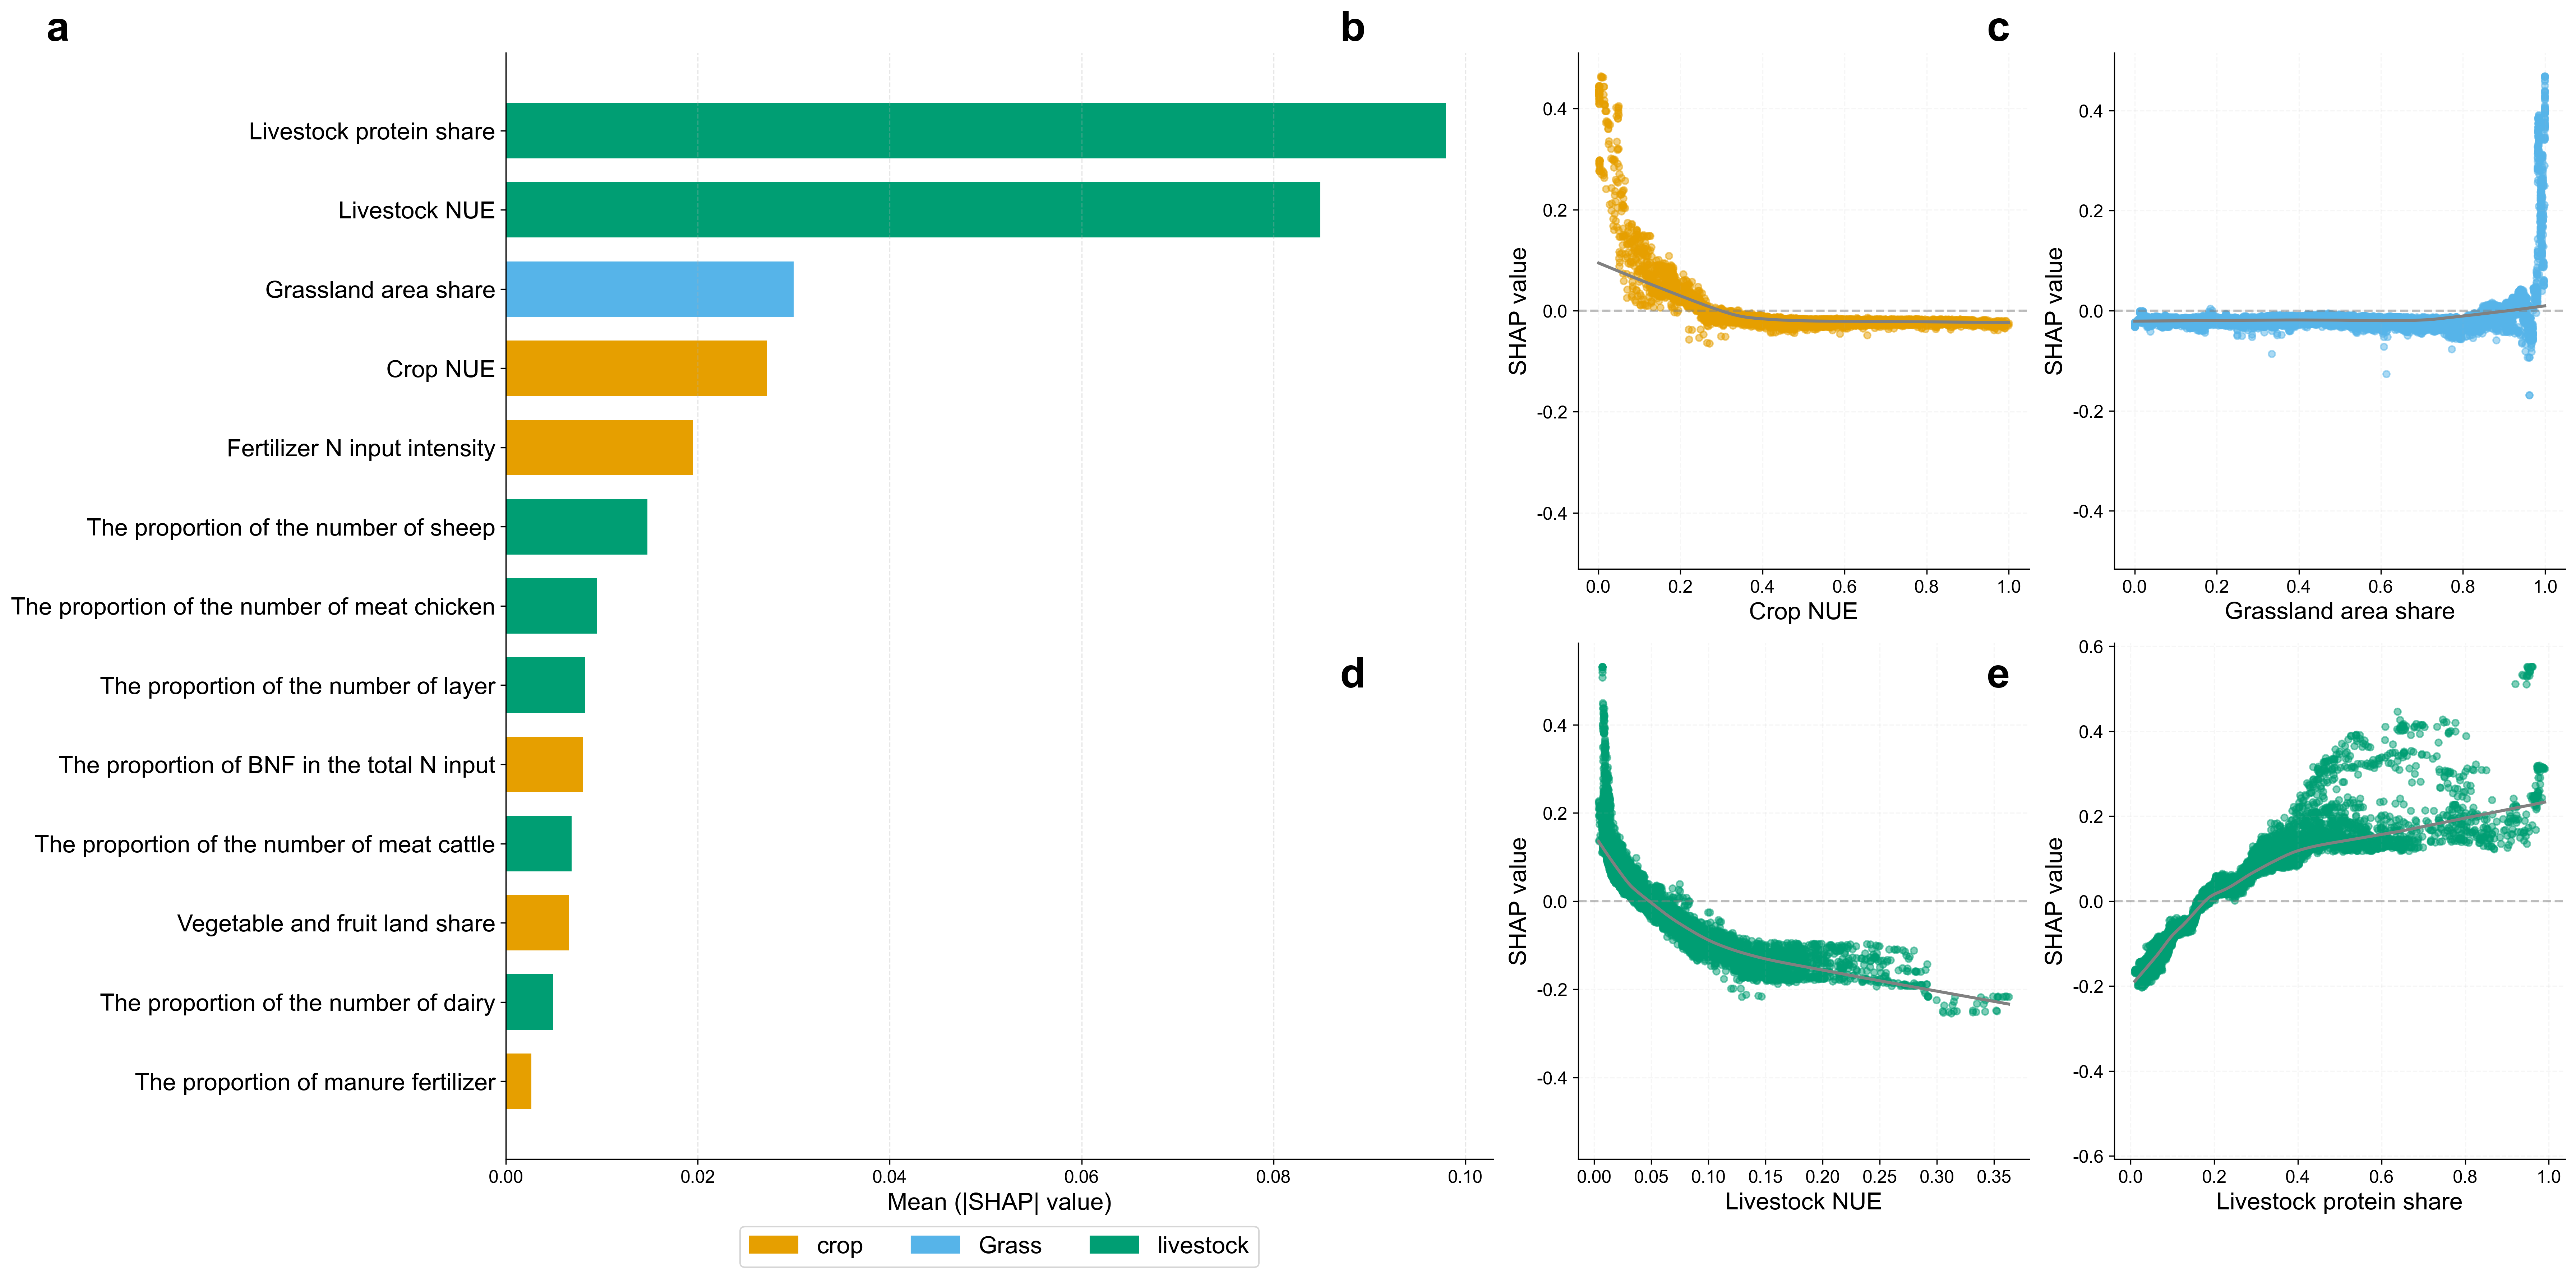 a
Livestock protein share
Livestock NUE
Grassland area share
Crop NUE
Fertilizer N input intensity
The proportion of the number of sheep
The proportion of the number of meat chicken
The proportion of the number of layer
The proportion of BNF in the total N input
The proportion of the number of meat cattle
Vegetable and fruit land share
The proportion of the number of dairy
The proportion of manure fertilizer
0.00 0.02 0.04 0.06 0.08 0.10
Mean (|SHAP| value)
crop Grass livestock
b
SHAP value
0.4
0.2
0.0
-0.2
-0.4
0.0 0.2 0.4 0.6 0.8 1.0
Crop NUE
c
SHAP value
0.4
0.2
0.0
-0.2
-0.4
0.0 0.2 0.4 0.6 0.8 1.0
Grassland area share
d
SHAP value
0.4
0.2
0.0
-0.2
-0.4
0.00 0.05 0.10 0.15 0.20 0.25 0.30 0.35
Livestock NUE
e
SHAP value
0.6
0.4
0.2
0.0
-0.2
-0.4
-0.6
0.0 0.2 0.4 0.6 0.8 1.0
Livestock protein share